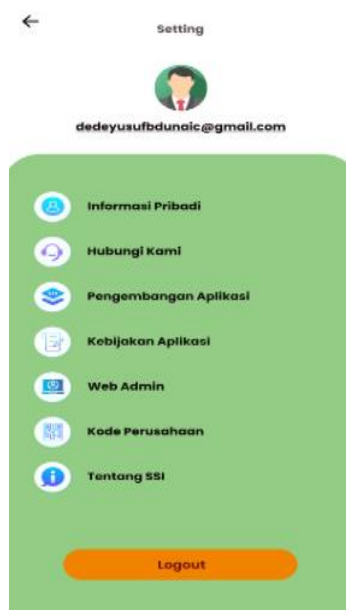 Setting
dedeyusufbdunaic@gmail.com
Informasi Pribadi
Hubungi Kami
Pengembangan Aplikasi
Kebijakan Aplikasi
Web Admin
Kode Perusahaan
Tentang SSI
Logout